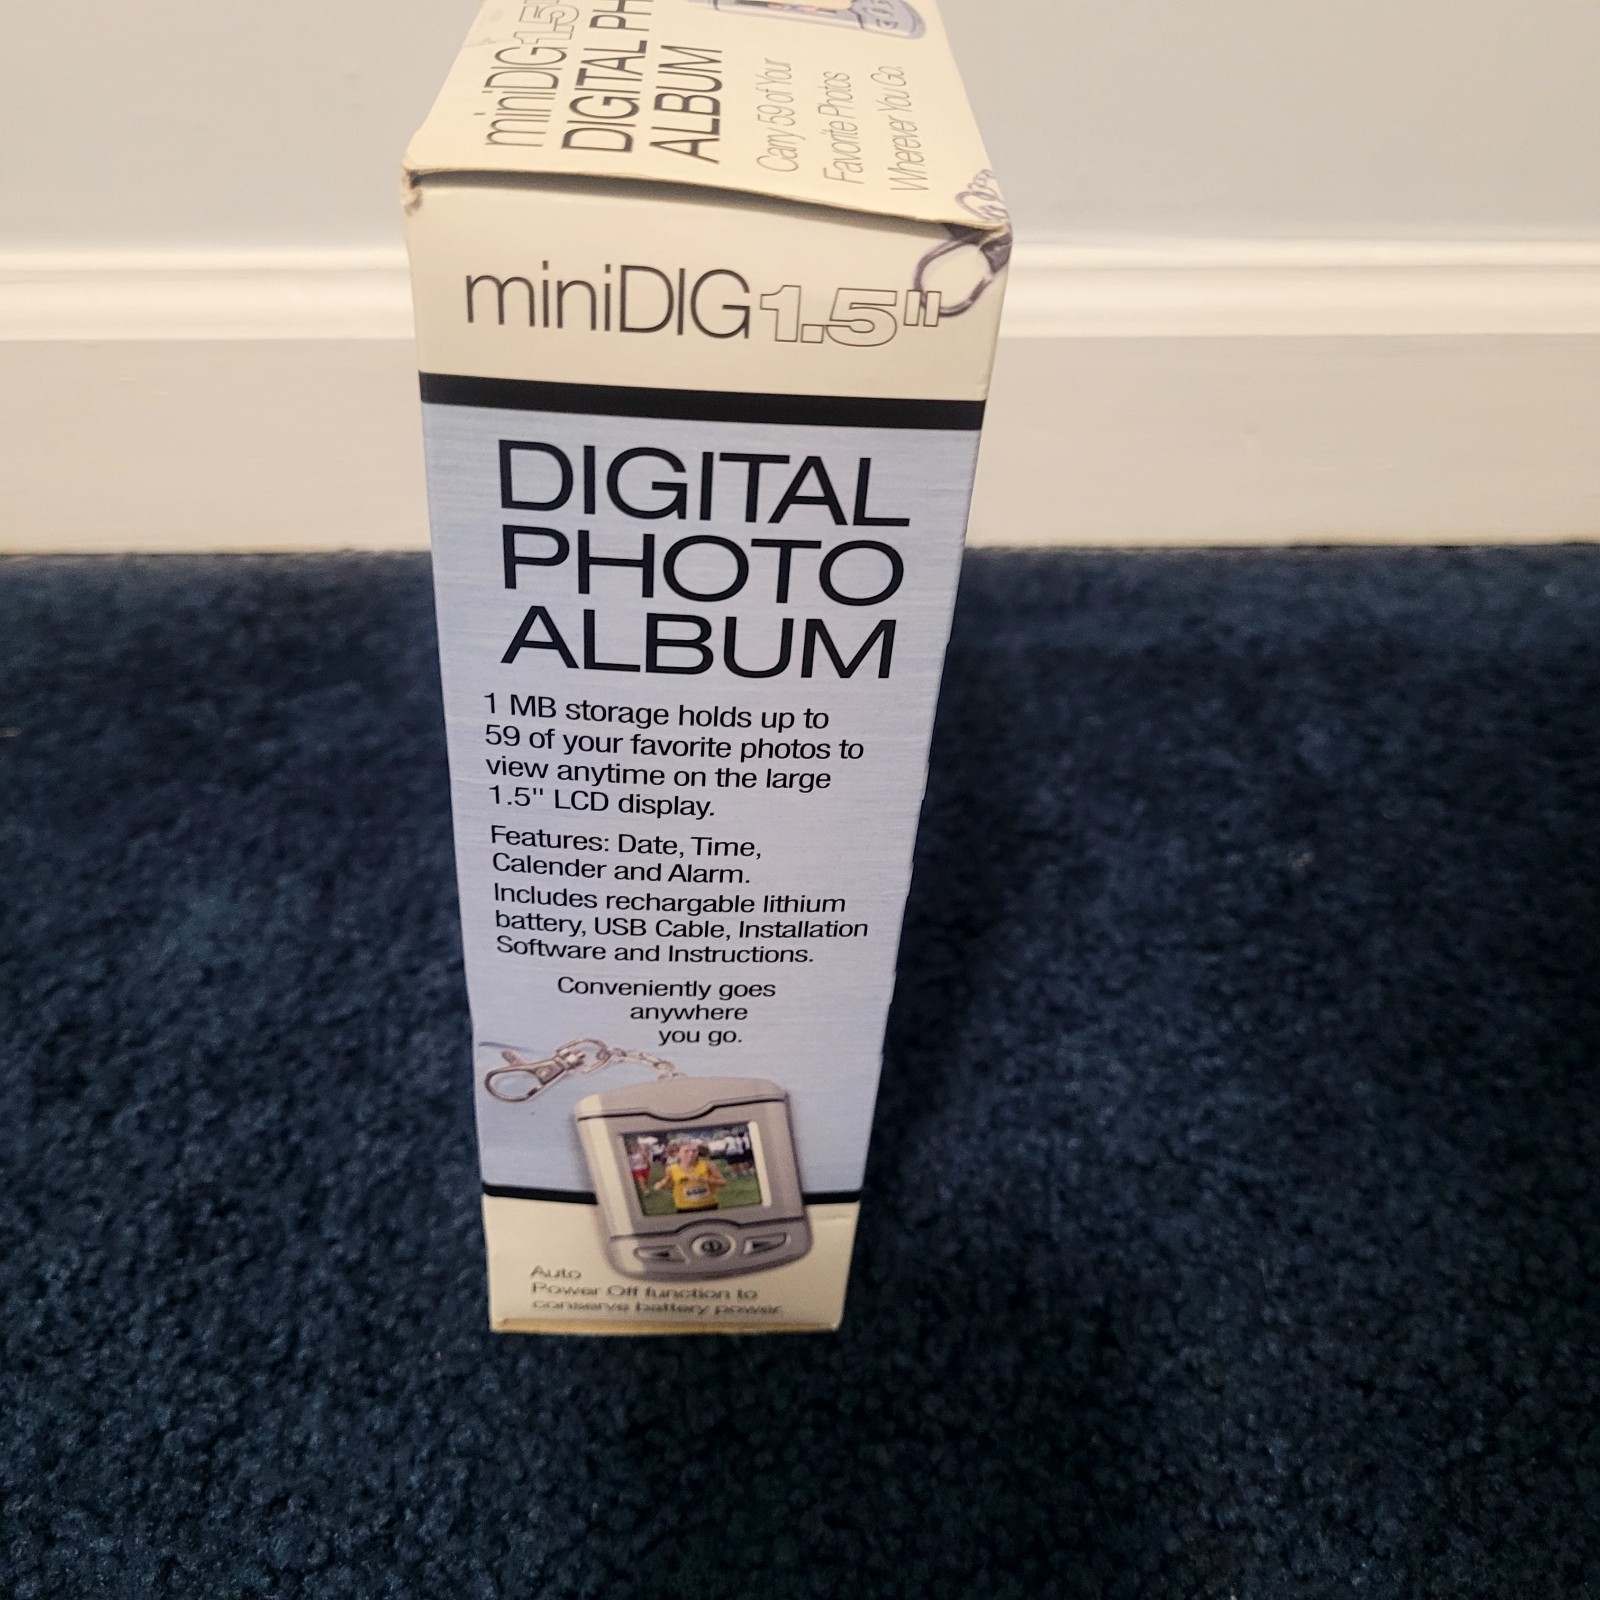 miniDIG1.5"
DIGITAL PH
ALBUM
Carry 59 of Your
Favorite Photos
Wherever You Go.
miniDIG1.5"
DIGITAL
PHOTO
ALBUM
1 MB storage holds up to
59 of your favorite photos to
view anytime on the large
1.5" LCD display.
Features: Date, Time,
Calender and Alarm.
Includes rechargable lithium
battery, USB Cable, Installation
Software and Instructions.
Conveniently goes
anywhere
you go.
Auto
Power Off function to
conserve battery power.